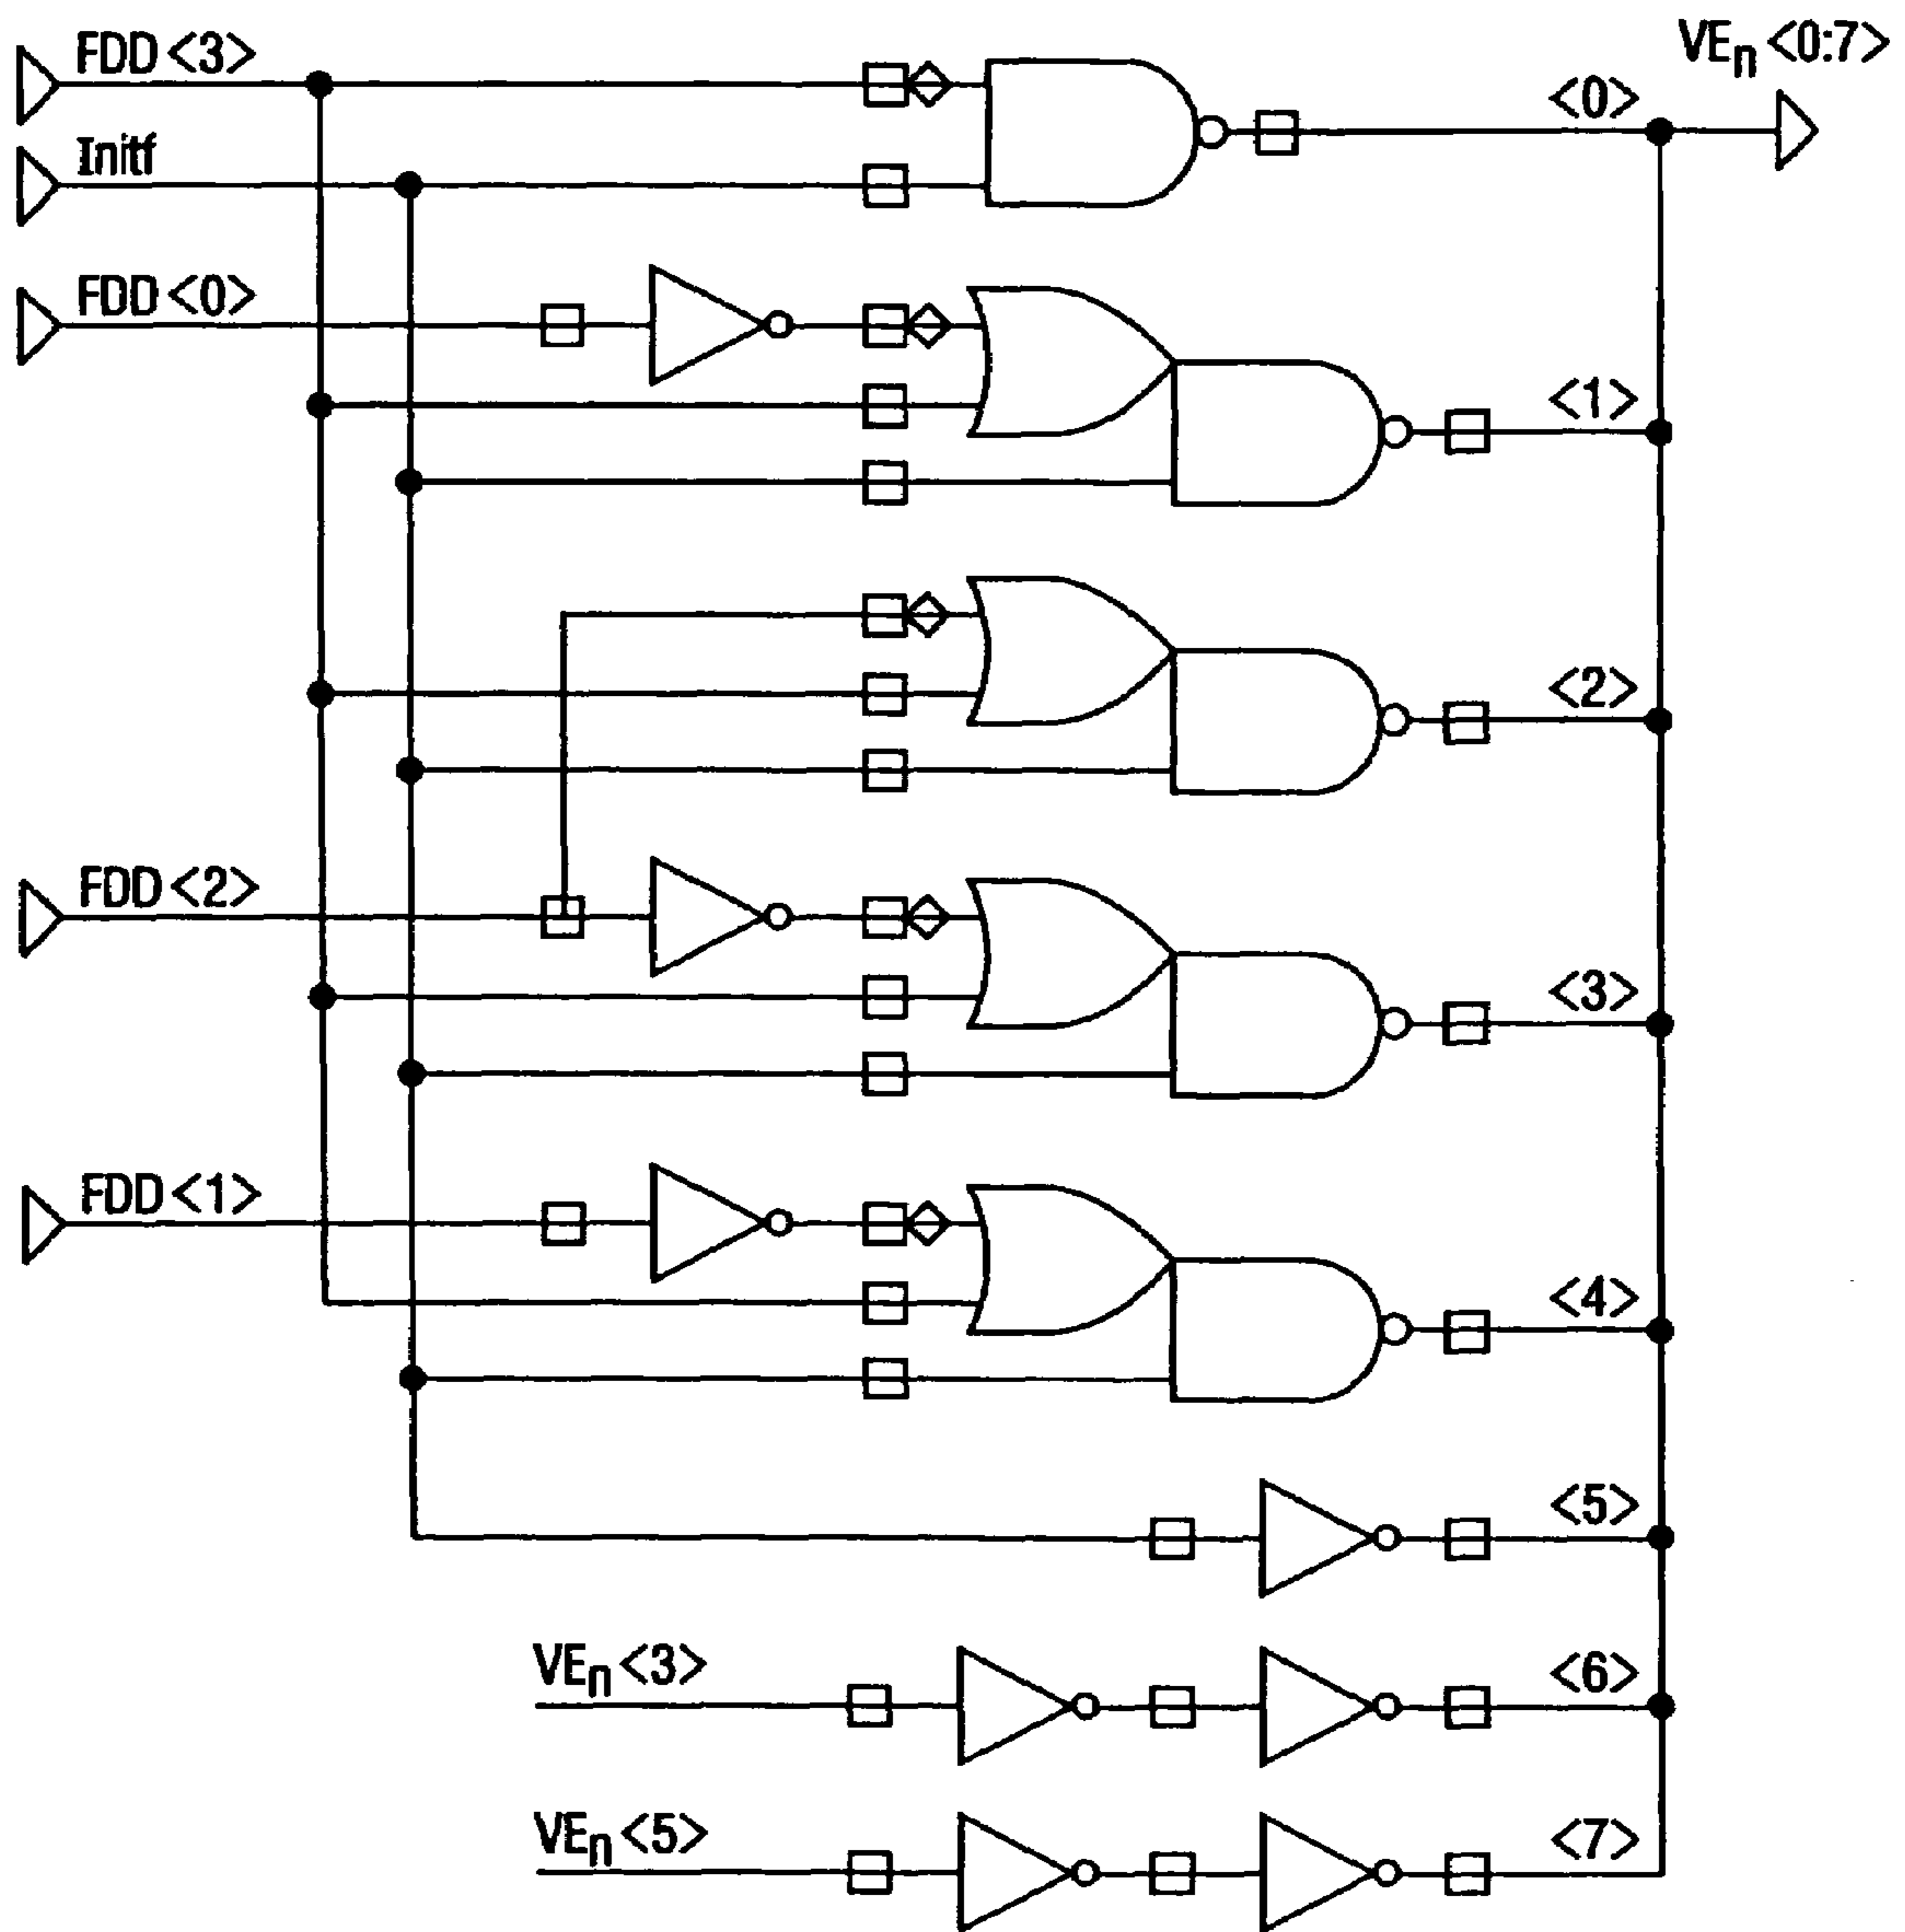 FDD<3>
VEn<0:7>
<0>
Initf
FDD<0>
<1>
<2>
FDD<2>
<3>
FDD<1>
<4>
<5>
VEn<3>
<6>
VEn<5>
<7>